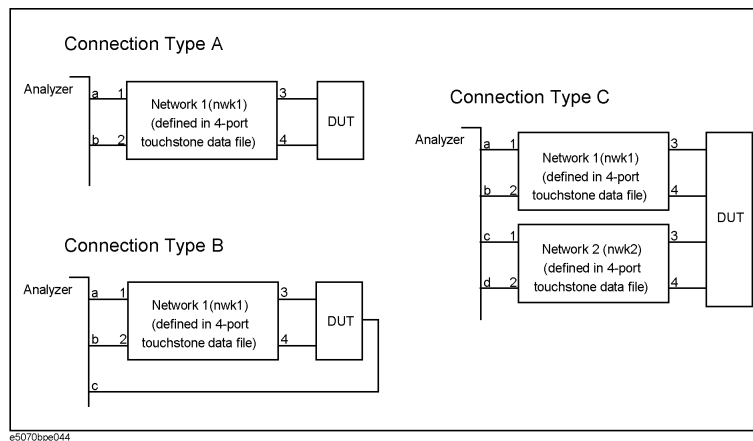 Connection Type A
Analyzer
a 1
Network 1(nwk1)
(defined in 4-port
touchstone data file)
3
DUT
b 2
4
Connection Type B
Analyzer
a 1
Network 1(nwk1)
(defined in 4-port
touchstone data file)
3
DUT
b 2
4
c
Connection Type C
Analyzer
a 1
Network 1(nwk1)
(defined in 4-port
touchstone data file)
3
b 2
4
DUT
c 1
Network 2 (nwk2)
(defined in 4-port
touchstone data file)
3
d 2
4
e5070bpe044